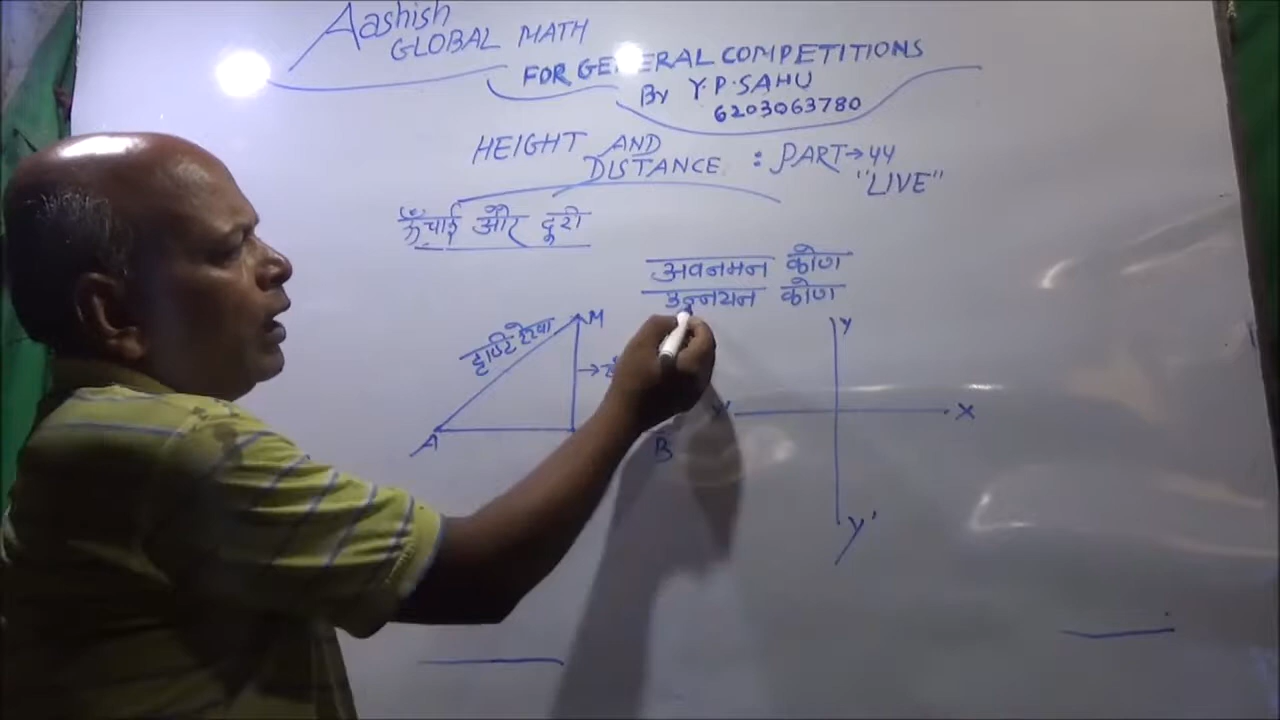 Aashish
GLOBAL MATH
FOR GENERAL COMPETITIONS
By Y.P.SAHU
6203063780
HEIGHT AND
DISTANCE : PART→44
"LIVE"
ऊँचाई और दूरी
अवनमन कोण
उन्नयन कोण
दृष्टि रेखा
M
Y
X
A
B
Y'